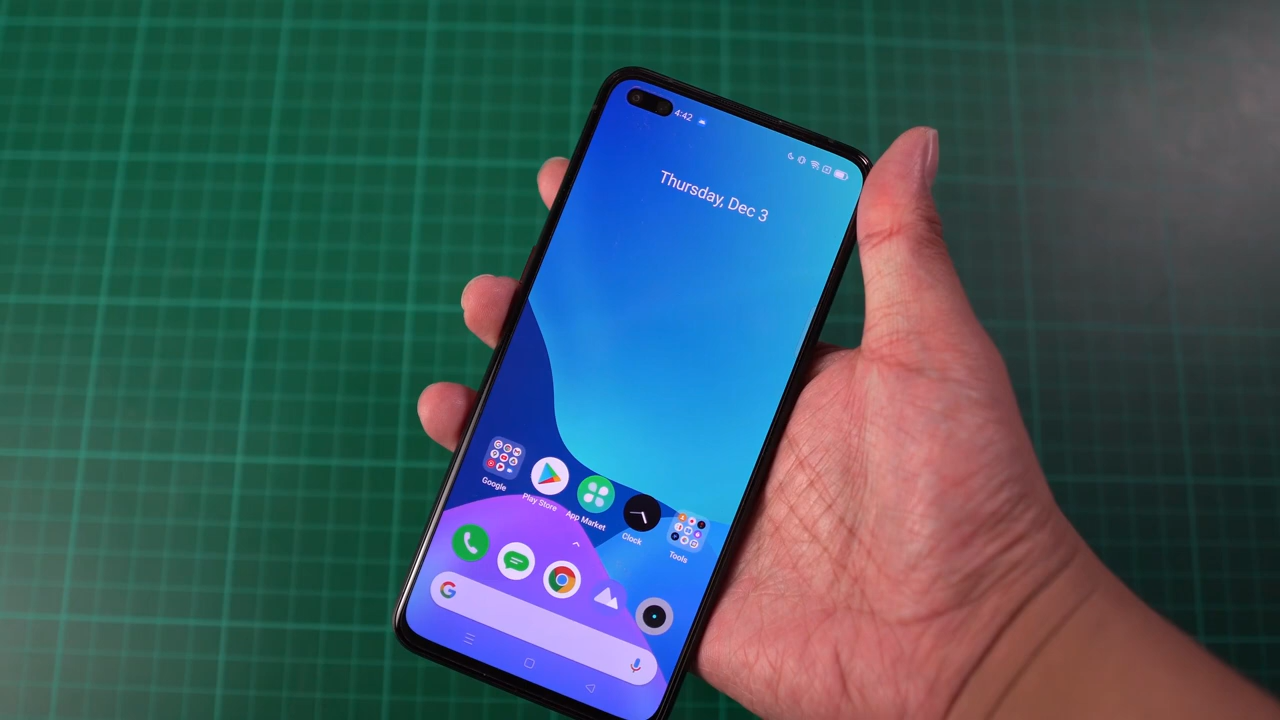 4:42
Thursday, Dec 3
Google
Play Store
App Market
Clock
Tools
G